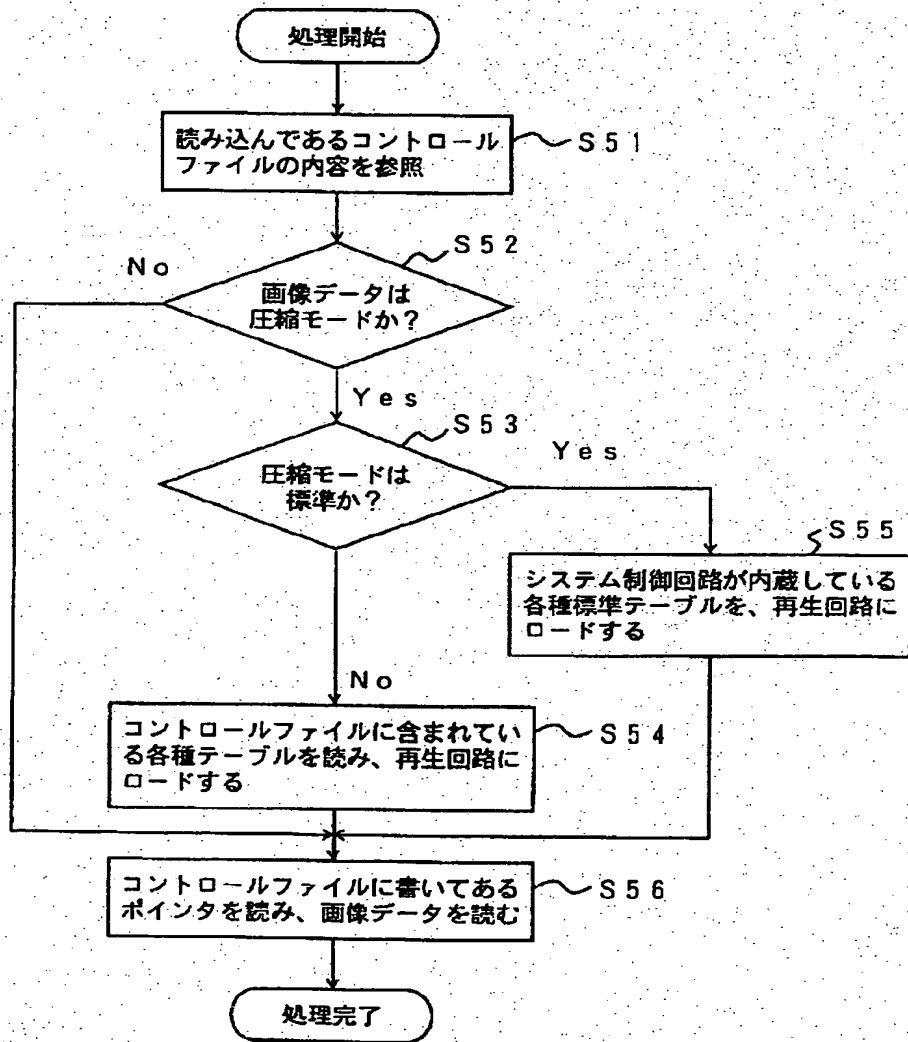 処理開始
読み込んであるコントロール
ファイルの内容を参照
S51
S52
No
画像データは
圧縮モードか？
Yes
S53
Yes
圧縮モードは
標準か？
S55
システム制御回路が内蔵している
各種標準テーブルを、再生回路に
ロードする
No
コントロールファイルに含まれてい
る各種テーブルを読み、再生回路に
ロードする
S54
コントロールファイルに書いてある
ポインタを読み、画像データを読む
S56
処理完了